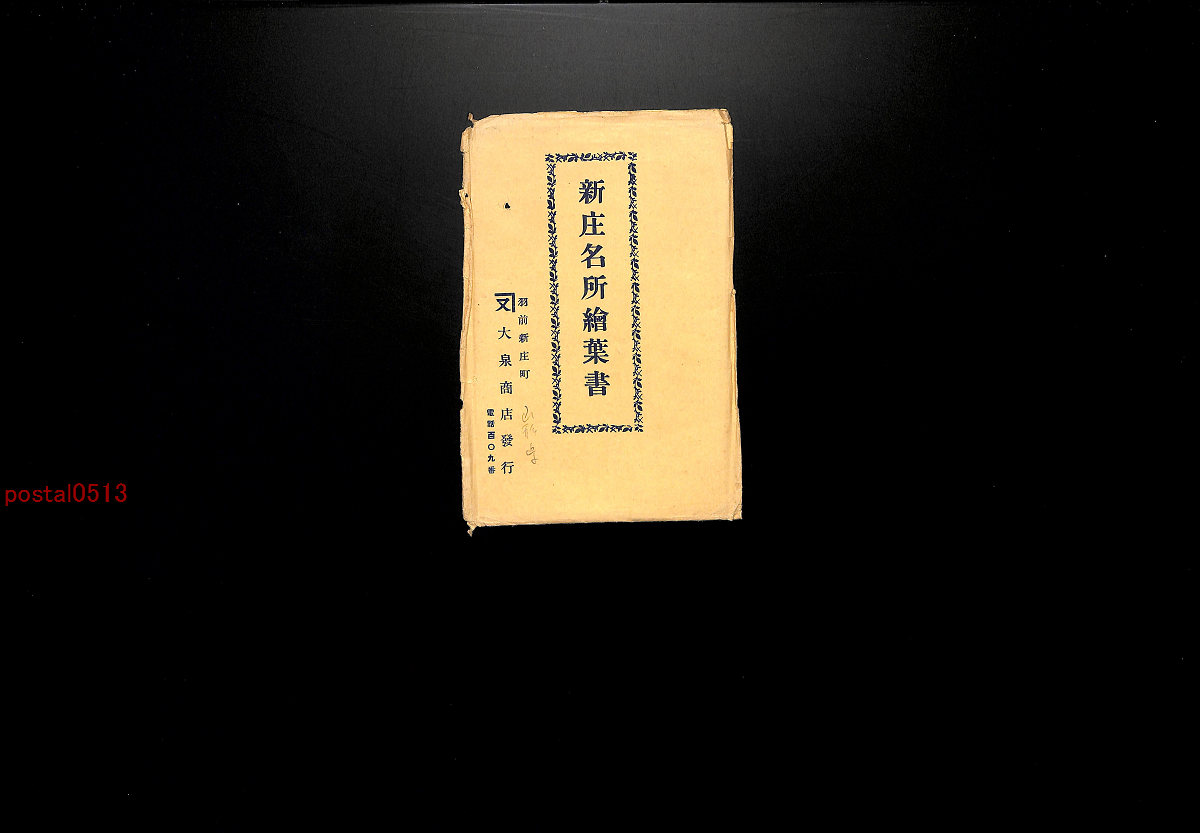 新庄名所繪葉書
羽前新庄町
又 大泉商店發行
電話百〇九番
postal0513